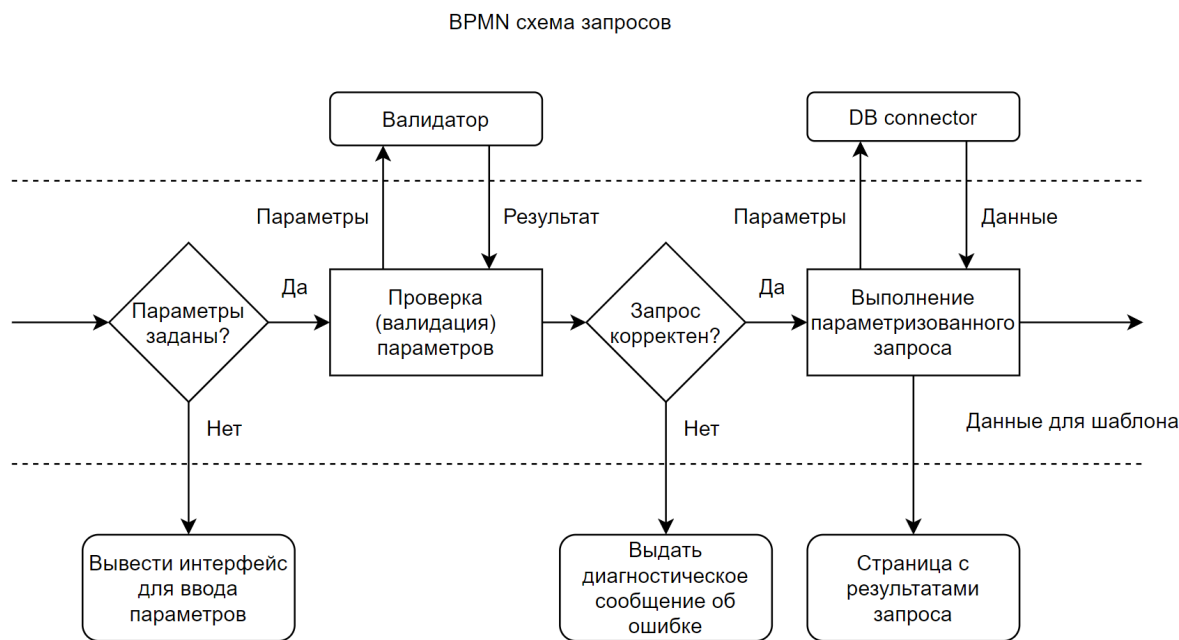 BPMN схема запросов
Валидатор
DB connector
Параметры
Результат
Параметры
Данные
Параметры
заданы?
Да
Проверка
(валидация)
параметров
Запрос
корректен?
Да
Выполнение
параметризованного
запроса
Нет
Нет
Данные для шаблона
Вывести интерфейс
для ввода
параметров
Выдать
диагностическое
сообщение об
ошибке
Страница с
результатами
запроса